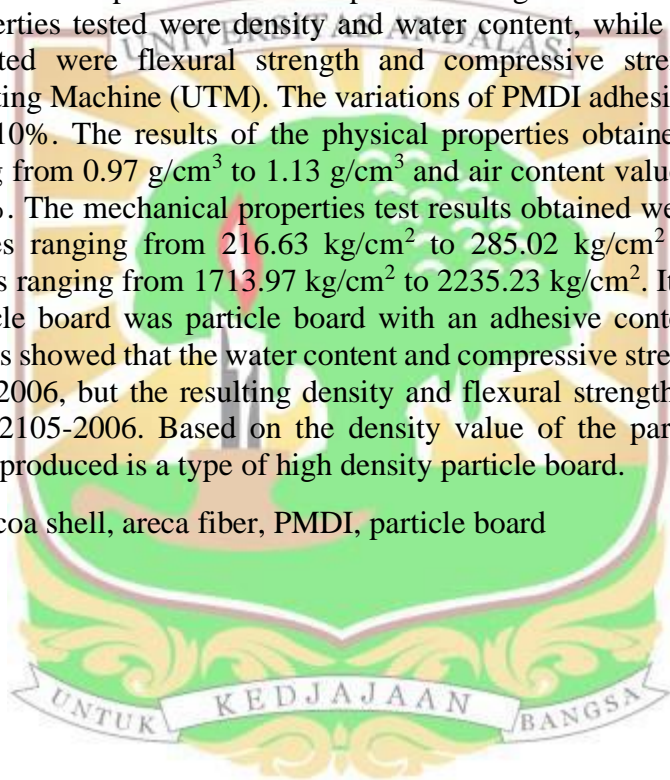 erties tested were density and water content, while
UNIVERSITAS ANDALAS
ted were flexural strength and compressive stre
ting Machine (UTM). The variations of PMDI adhesi
10%. The results of the physical properties obtaine
g from 0.97 g/cm³ to 1.13 g/cm³ and air content value
%. The mechanical properties test results obtained we
es ranging from 216.63 kg/cm² to 285.02 kg/cm²
s ranging from 1713.97 kg/cm² to 2235.23 kg/cm². It
cle board was particle board with an adhesive conte
s showed that the water content and compressive stre
2006, but the resulting density and flexural strength
2105-2006. Based on the density value of the par
produced is a type of high density particle board.
coa shell, areca fiber, PMDI, particle board
UNTUK KEDJAJAAN BANGSA